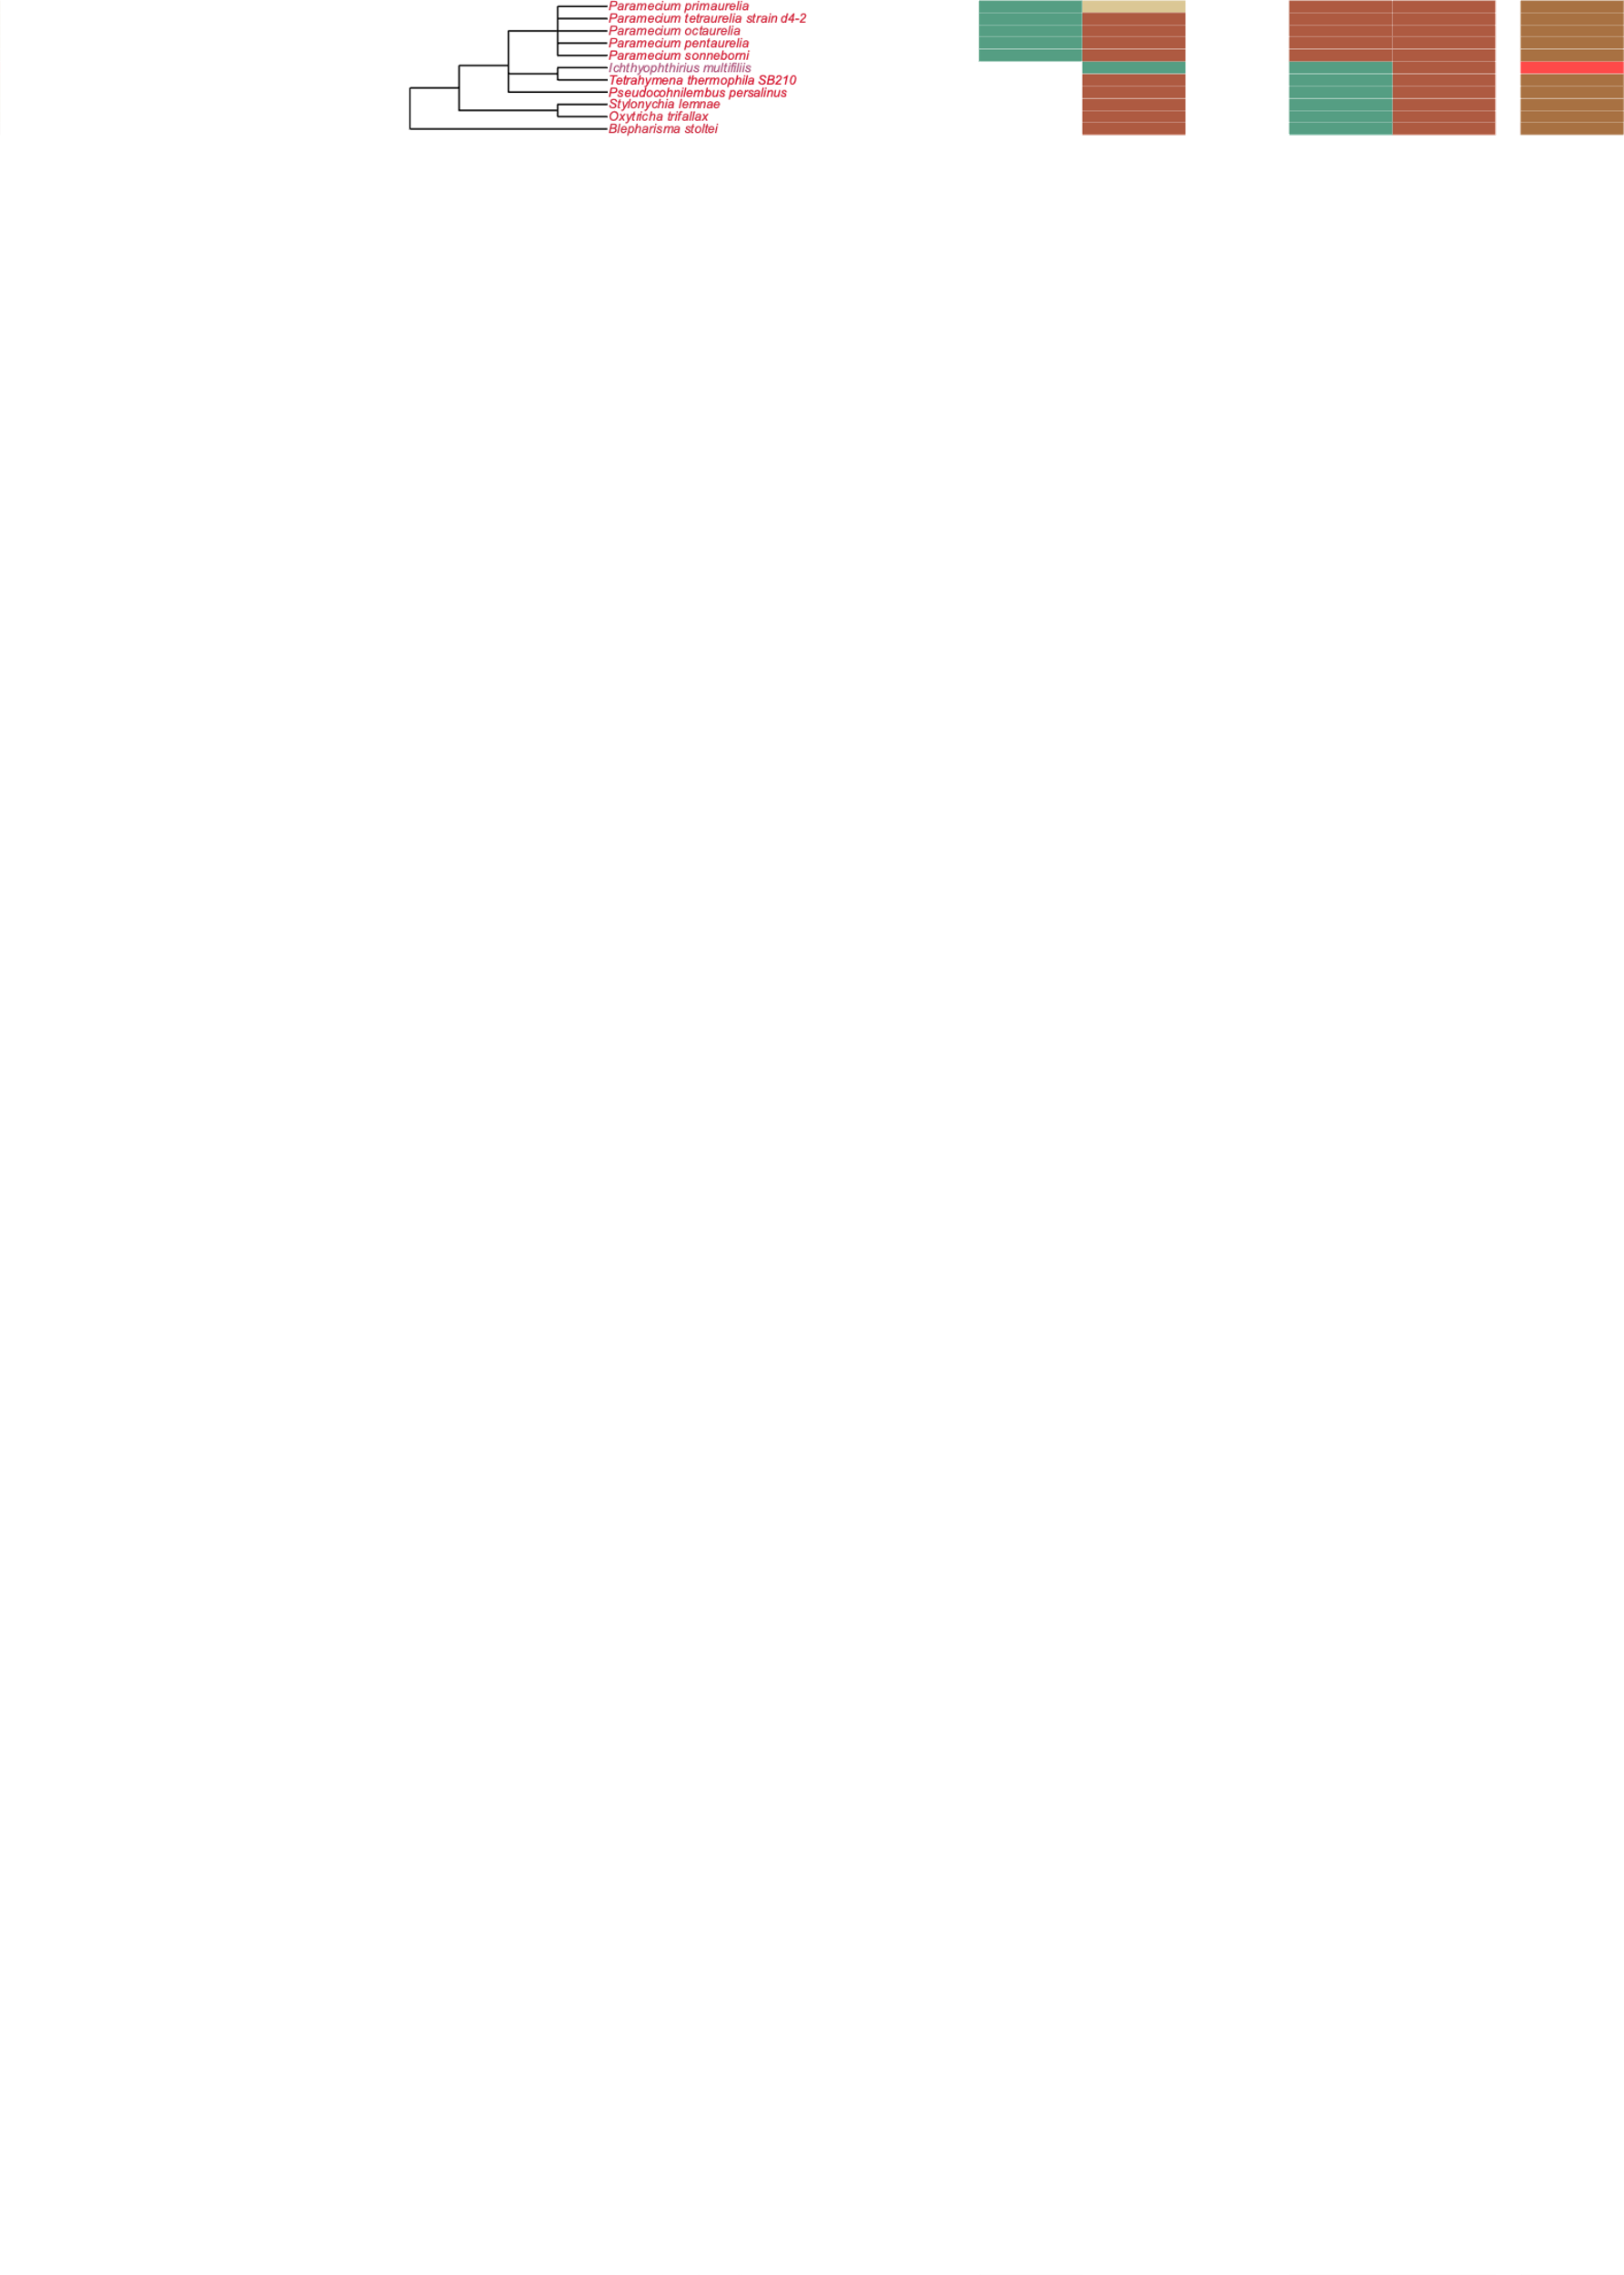 Paramecium primaurelia
Paramecium tetraurelia strain d4-2
Paramecium octaurelia
Paramecium pentaurelia
Paramecium sonneborni
Ichthyophthirius multifiliis
Tetrahymena thermophila SB210
Pseudocohnilembus persalinus
Stylonychia lemnae
Oxytricha trifallax
Blepharisma stoltei